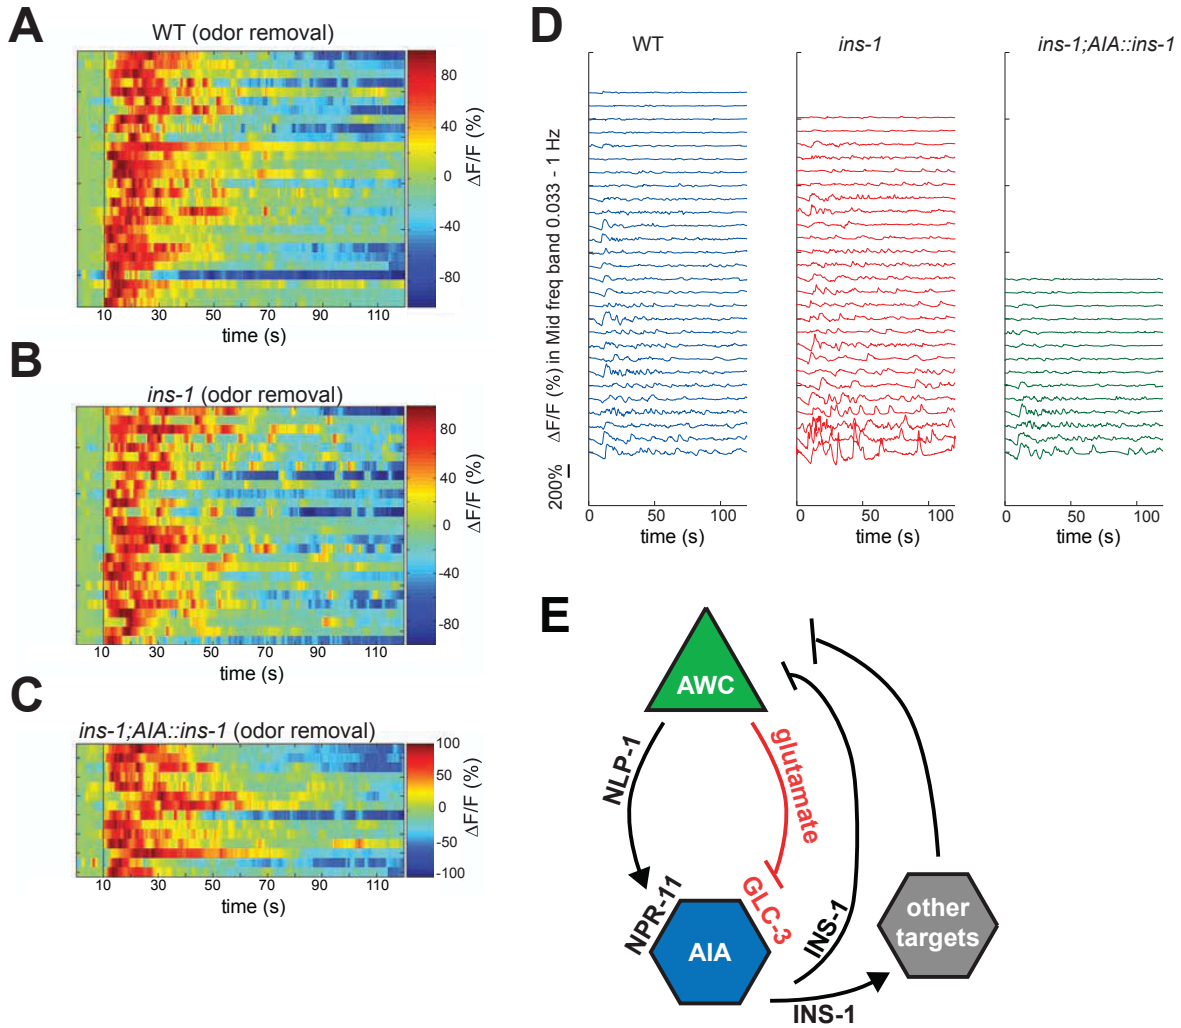 A
WT (odor removal)
80
40
0
-40
-80
ΔF/F (%)
10 30 50 70 90 110
time (s)
B
ins-1 (odor removal)
80
40
0
-40
-80
ΔF/F (%)
10 30 50 70 90 110
time (s)
C
ins-1;AIA::ins-1 (odor removal)
100
50
0
-50
-100
ΔF/F (%)
10 30 50 70 90 110
time (s)
D
WT
ins-1
ins-1;AIA::ins-1
200%
ΔF/F (%) in Mid freq band 0.033 - 1 Hz
0 50 100
time (s)
0 50 100
time (s)
0 50 100
time (s)
E
AWC
NLP-1
glutamate
NPR-11
GLC-3
AIA
INS-1
INS-1
other
targets